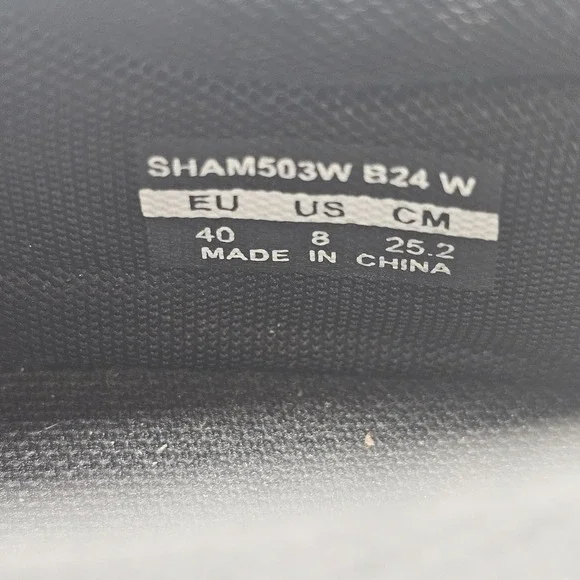 SHAM503W B24 W
EU US CM
40 8 25.2
MADE IN CHINA